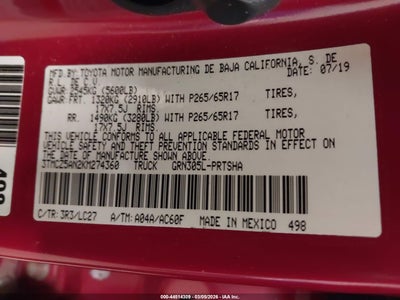 MFD.BY: TOYOTA MOTOR MANUFACTURING DE BAJA CALIFORNIA, S. DE
R.L. DE C.V. DATE: 07/19
GVWR: 2545KG (5600LB)
GAWR:FRT. 1320KG (2910LB) WITH P265/65R17 TIRES,
17X7.5J RIMS
RR. 1490KG (3280LB) WITH P265/65R17 TIRES,
17X7.5J RIMS
THIS VEHICLE CONFORMS TO ALL APPLICABLE FEDERAL MOTOR
VEHICLE SAFETY AND BUMPER STANDARDS IN EFFECT ON
THE DATE OF MANUFACTURE SHOWN ABOVE.
3TMCZ5AN2KM274360 TRUCK GRN305L-PRTSHA
C/TR: 3R3/LC27 A/TM: A04A/AC60F MADE IN MEXICO 498
498
000-44614309 - 03/05/2026 - IAAI